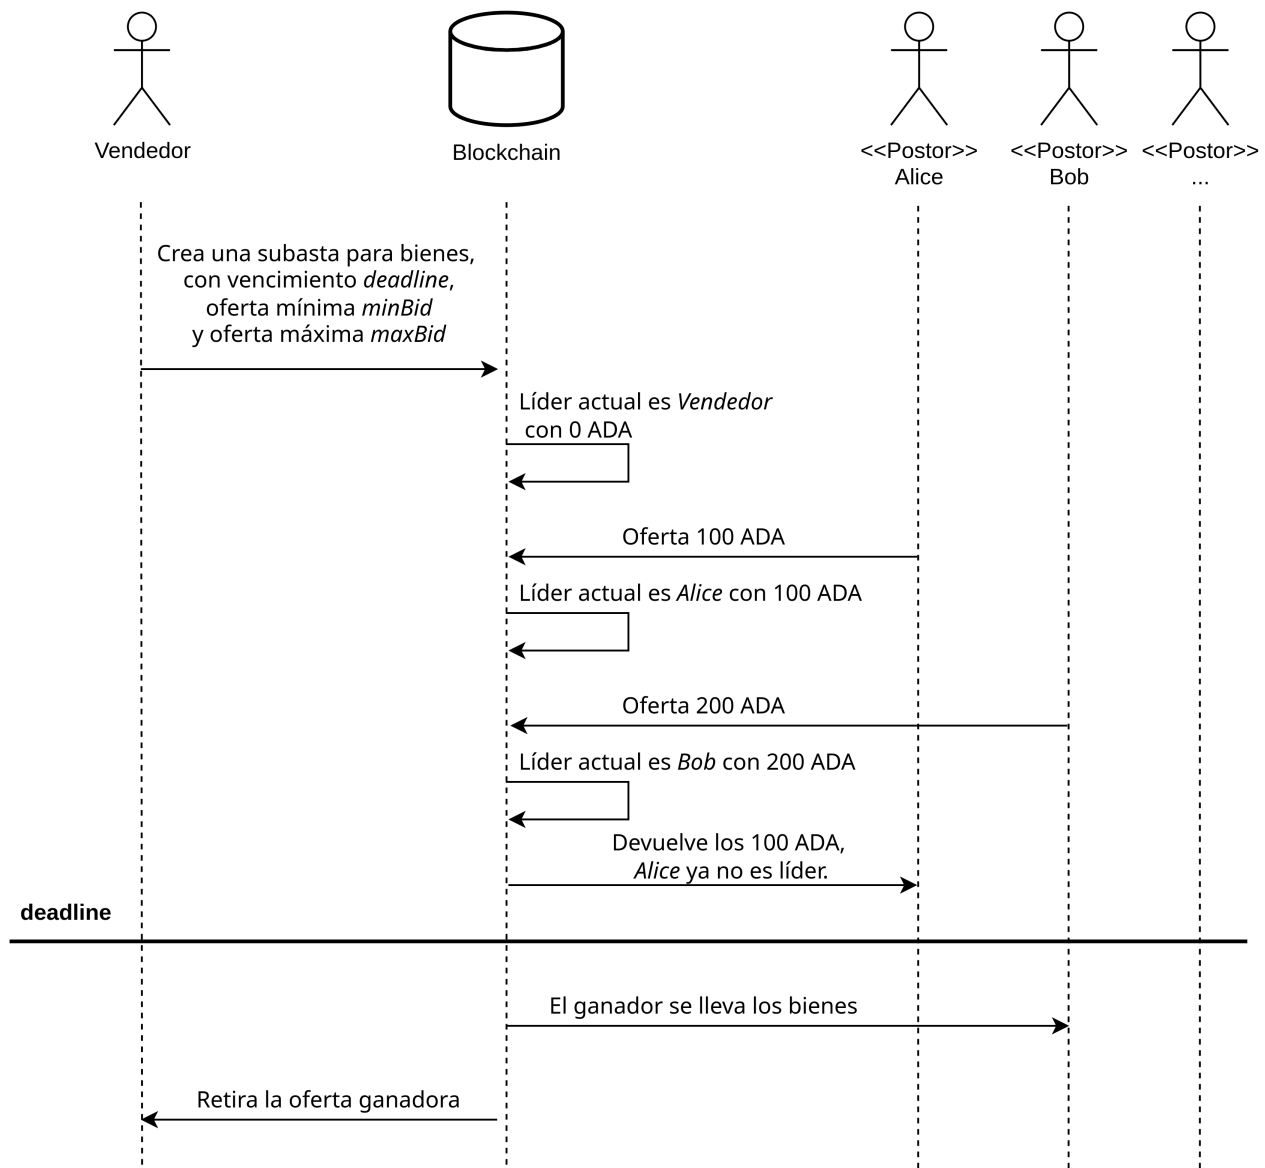 Vendedor
Blockchain
<<Postor>>
Alice
<<Postor>>
Bob
<<Postor>>
...
Crea una subasta para bienes,
con vencimiento deadline,
oferta mínima minBid
y oferta máxima maxBid
Líder actual es Vendedor
con 0 ADA
Oferta 100 ADA
Líder actual es Alice con 100 ADA
Oferta 200 ADA
Líder actual es Bob con 200 ADA
Devuelve los 100 ADA,
Alice ya no es líder.
deadline
El ganador se lleva los bienes
Retira la oferta ganadora